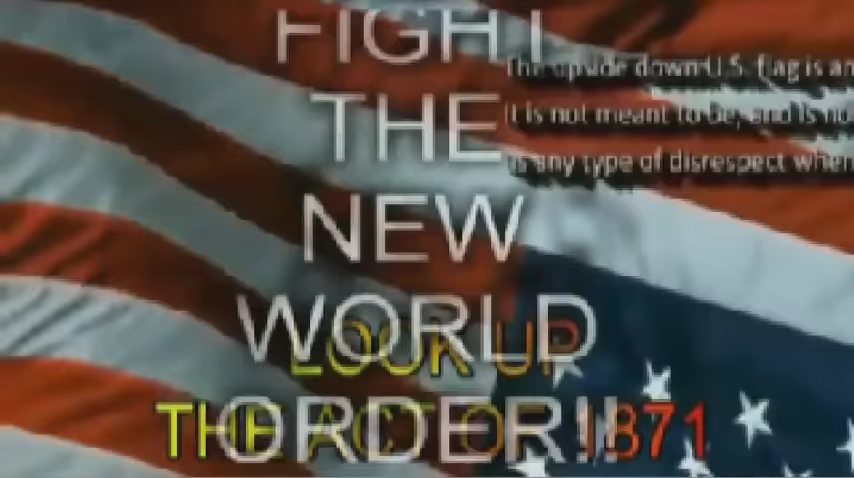 FIGHT
THE
NEW
WORLD
ORDER!!
The upside down U.S. flag is an
it is not meant to be, and is no
is any type of disrespect when
LOOK UP
THE ACT OF 1871